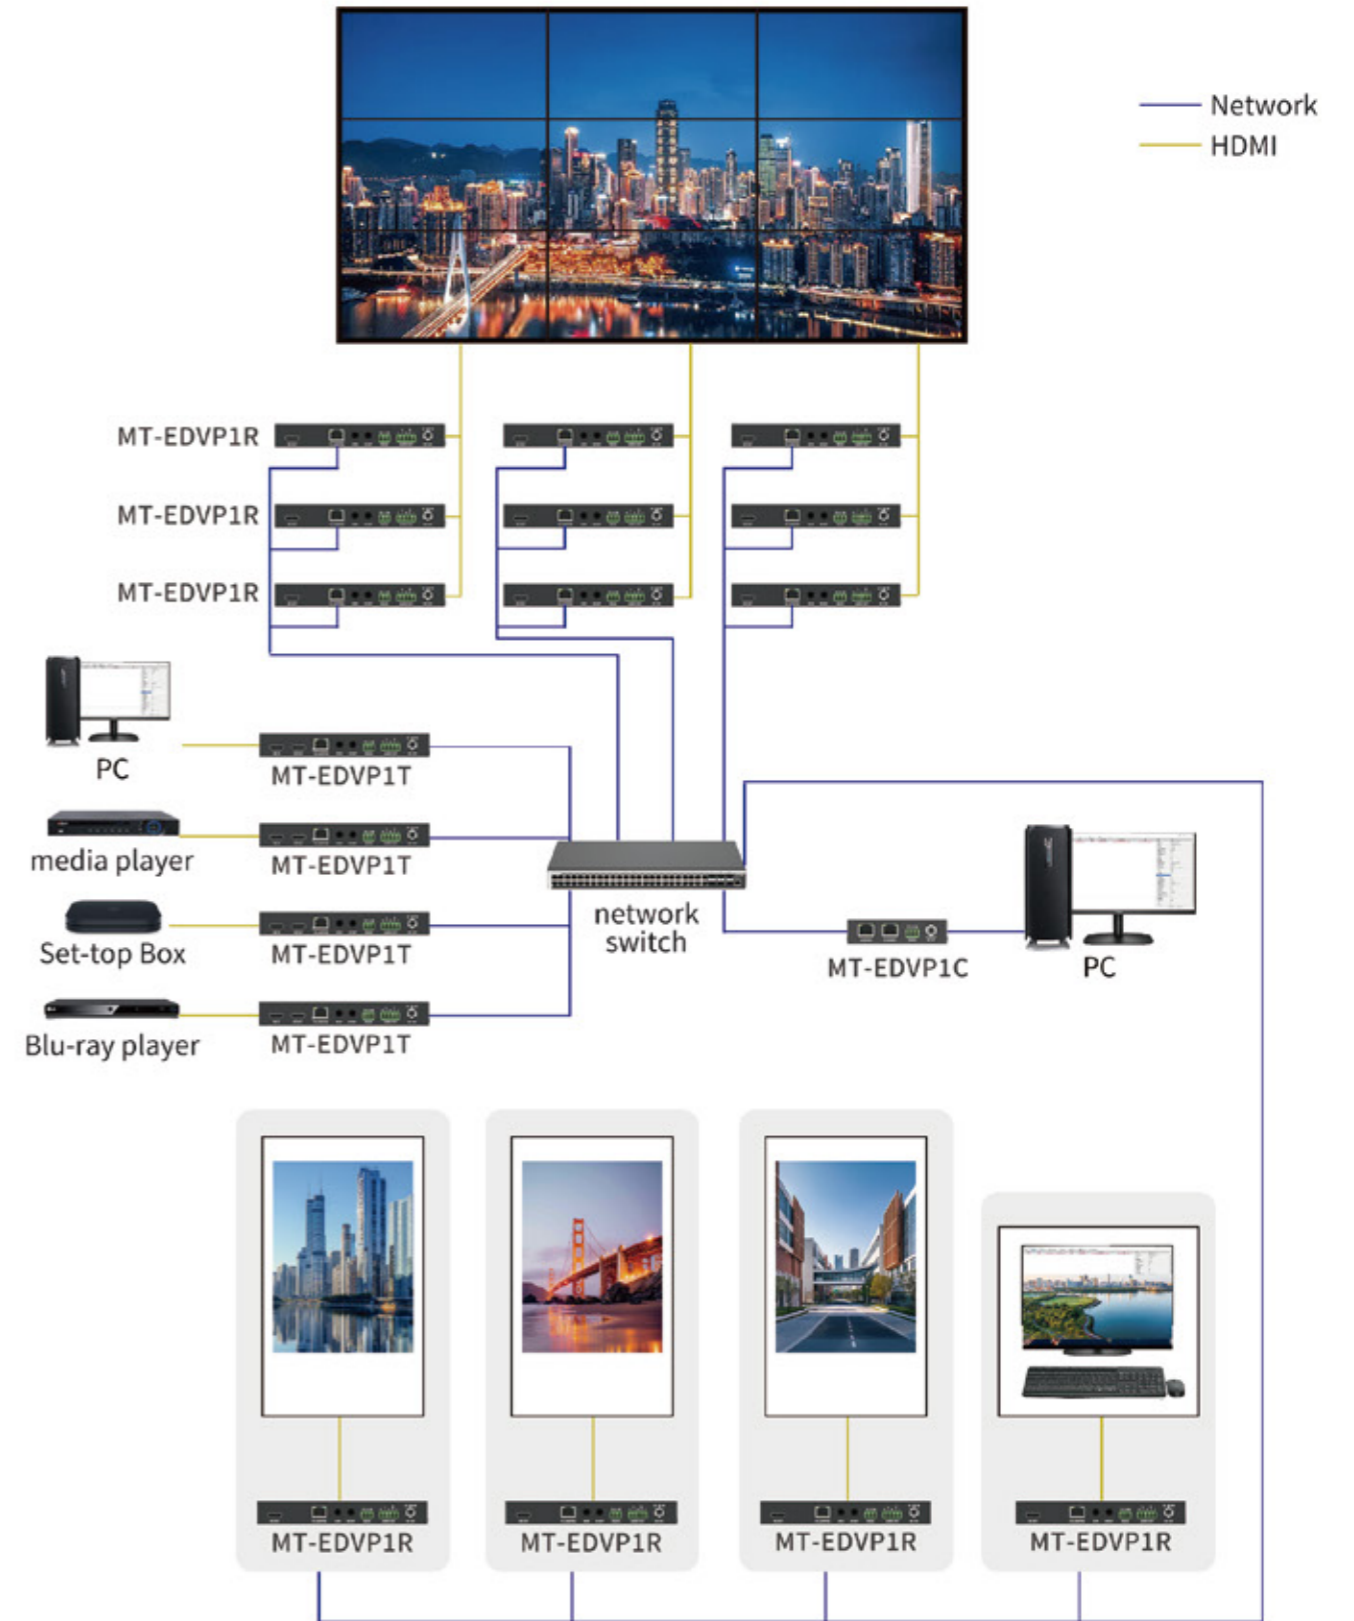 Network
HDMI
MT-EDVP1R
MT-EDVP1R
MT-EDVP1R
PC
MT-EDVP1T
media player
MT-EDVP1T
Set-top Box
MT-EDVP1T
Blu-ray player
MT-EDVP1T
network
switch
MT-EDVP1C
PC
MT-EDVP1R
MT-EDVP1R
MT-EDVP1R
MT-EDVP1R